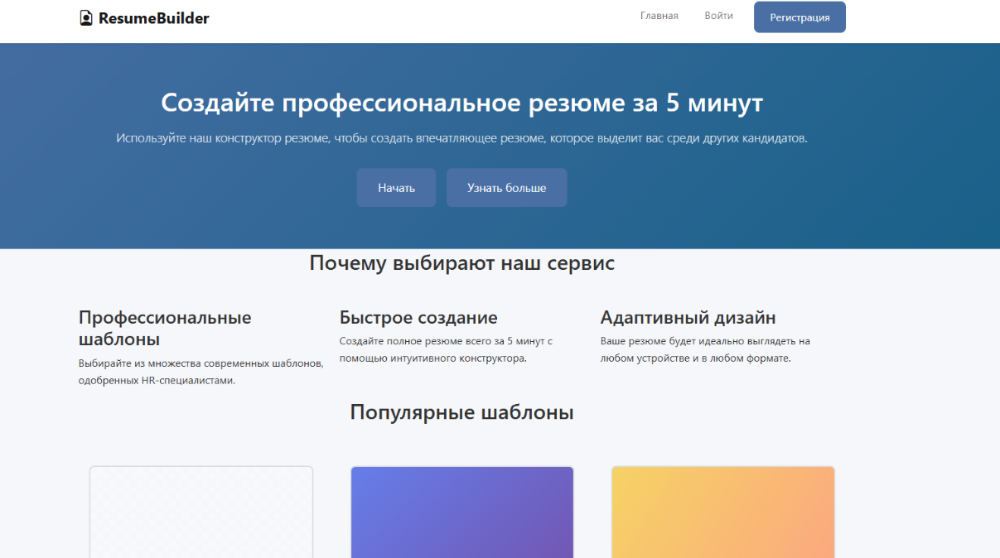 ResumeBuilder
Главная
Войти
Регистрация
Создайте профессиональное резюме за 5 минут
Используйте наш конструктор резюме, чтобы создать впечатляющее резюме, которое выделит вас среди других кандидатов.
Начать
Узнать больше
Почему выбирают наш сервис
Профессиональные
шаблоны
Выбирайте из множества современных шаблонов,
одобренных HR-специалистами.
Быстрое создание
Создайте полное резюме всего за 5 минут с
помощью интуитивного конструктора.
Адаптивный дизайн
Ваше резюме будет идеально выглядеть на
любом устройстве и в любом формате.
Популярные шаблоны